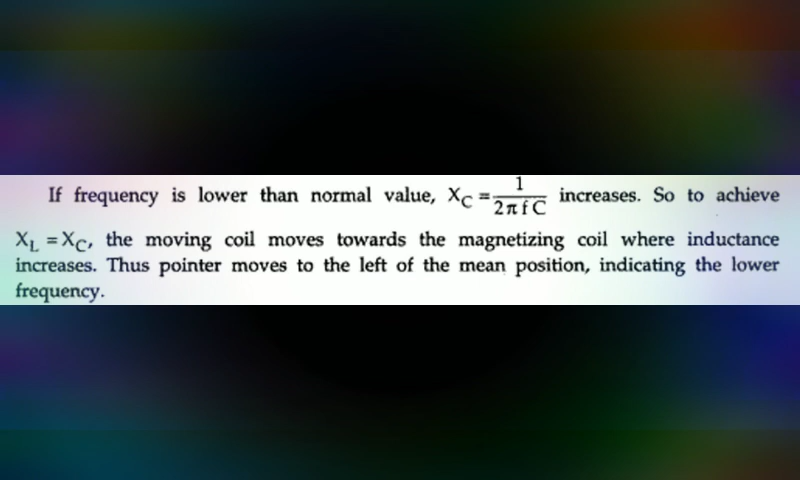 If frequency is lower than normal value, X_C = 1/(2πfC) increases. So to achieve
X_L = X_C, the moving coil moves towards the magnetizing coil where inductance
increases. Thus pointer moves to the left of the mean position, indicating the lower
frequency.